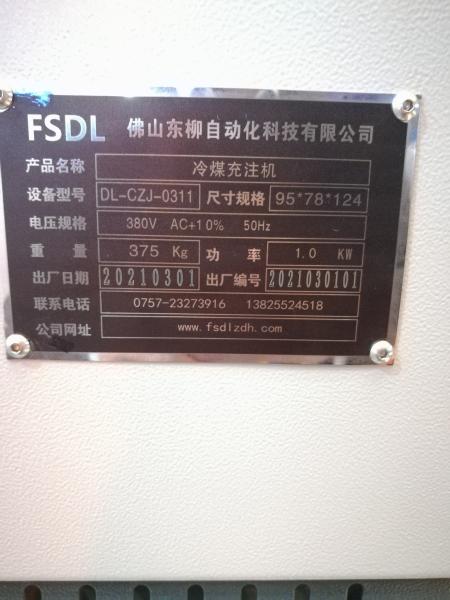 FSDL 佛山东柳自动化科技有限公司
产品名称 冷煤充注机
设备型号 DL-CZJ-0311 尺寸规格 95*78*124
电压规格 380V AC+10% 50Hz
重量 375 Kg 功率 1.0 KW
出厂日期 20210301 出厂编号 2021030101
联系电话 0757-23273916 13825524518
公司网址 www.fsdlzdh.com